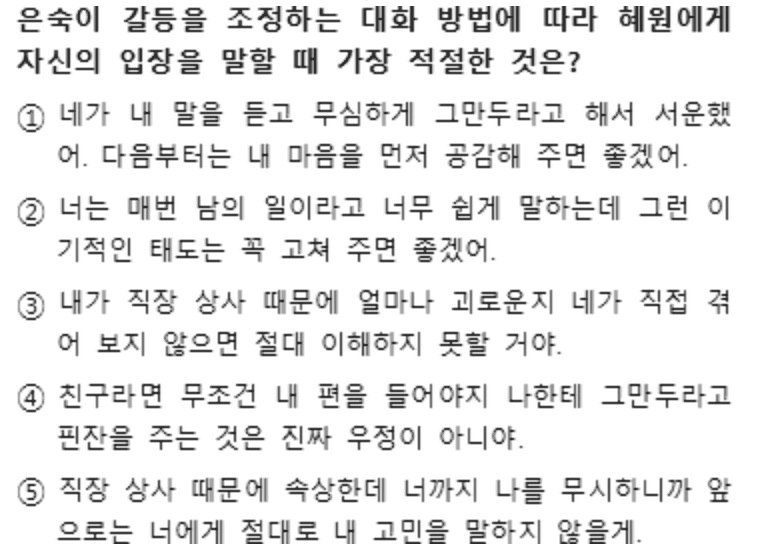 은숙이 갈등을 조정하는 대화 방법에 따라 혜원에게
자신의 입장을 말할 때 가장 적절한 것은?
① 네가 내 말을 듣고 무심하게 그만두라고 해서 서운했
어. 다음부터는 내 마음을 먼저 공감해 주면 좋겠어.
② 너는 매번 남의 일이라고 너무 쉽게 말하는데 그런 이
기적인 태도는 꼭 고쳐 주면 좋겠어.
③ 내가 직장 상사 때문에 얼마나 괴로운지 네가 직접 겪
어 보지 않으면 절대 이해하지 못할 거야.
④ 친구라면 무조건 내 편을 들어야지 나한테 그만두라고
핀잔을 주는 것은 진짜 우정이 아니야.
⑤ 직장 상사 때문에 속상한데 너까지 나를 무시하니까 앞
으로는 너에게 절대로 내 고민을 말하지 않을게.